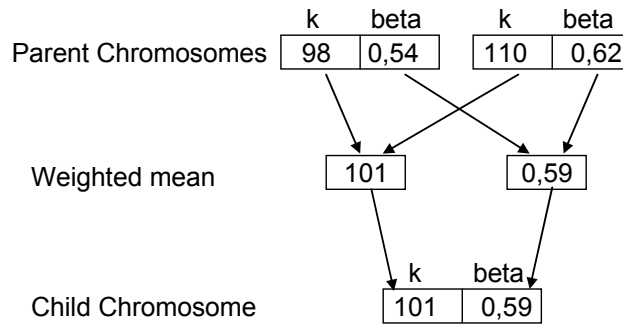 k beta k beta
Parent Chromosomes 98 0,54 110 0,62
Weighted mean 101 0,59
k beta
Child Chromosome 101 0,59